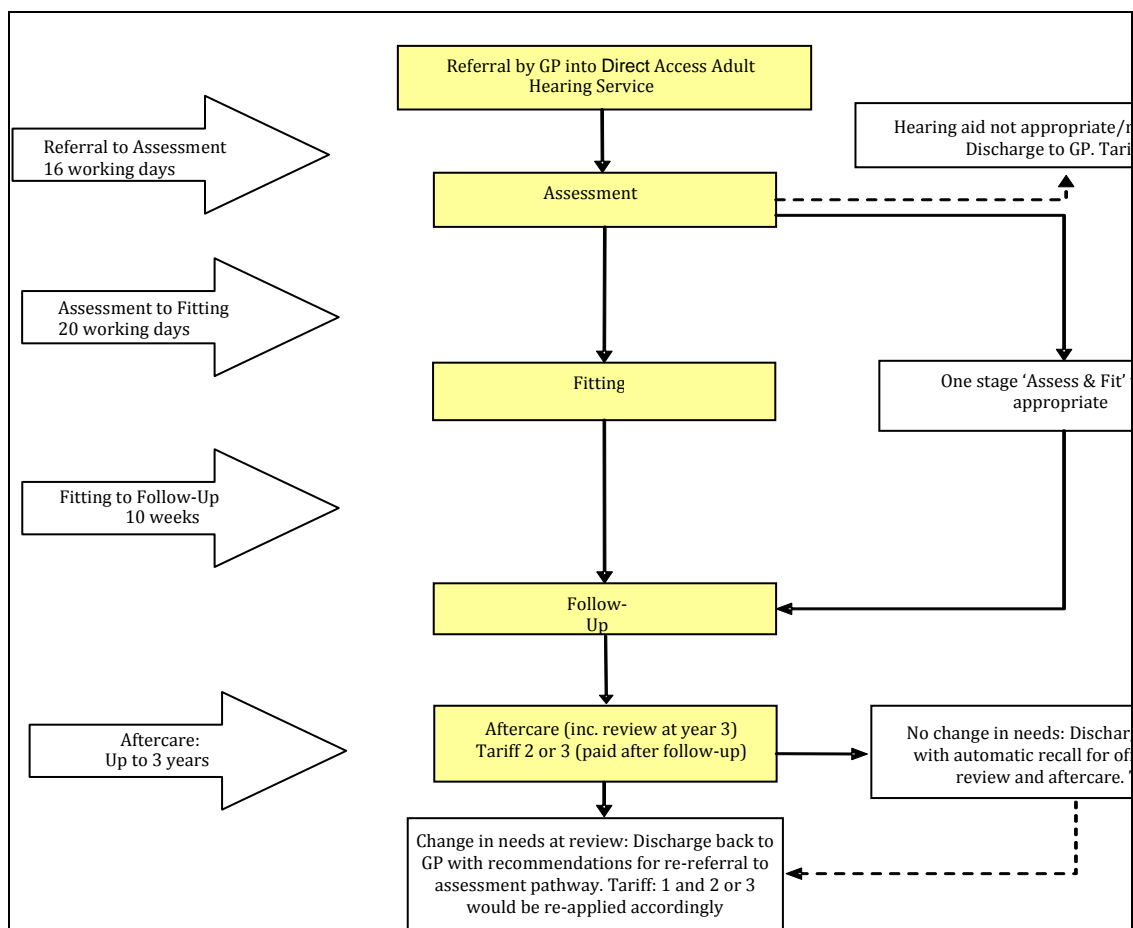 Referral by GP into Direct Access Adult
Hearing Service
Referral to Assessment
16 working days
Hearing aid not appropriate/
Discharge to GP.
Assessment
Assessment to Fitting
20 working days
Fitting
One stage ‘Assess & Fit’
appropriate
Fitting to Follow-Up
10 weeks
Follow-
Up
Aftercare:
Up to 3 years
Aftercare (inc. review at year 3)
Tariff 2 or 3 (paid after follow-up)
No change in needs:
with automatic recall for
review and aftercare.
Change in needs at review: Discharge back to
GP with recommendations for re-referral to
assessment pathway. Tariff: 1 and 2 or 3
would be re-applied accordingly